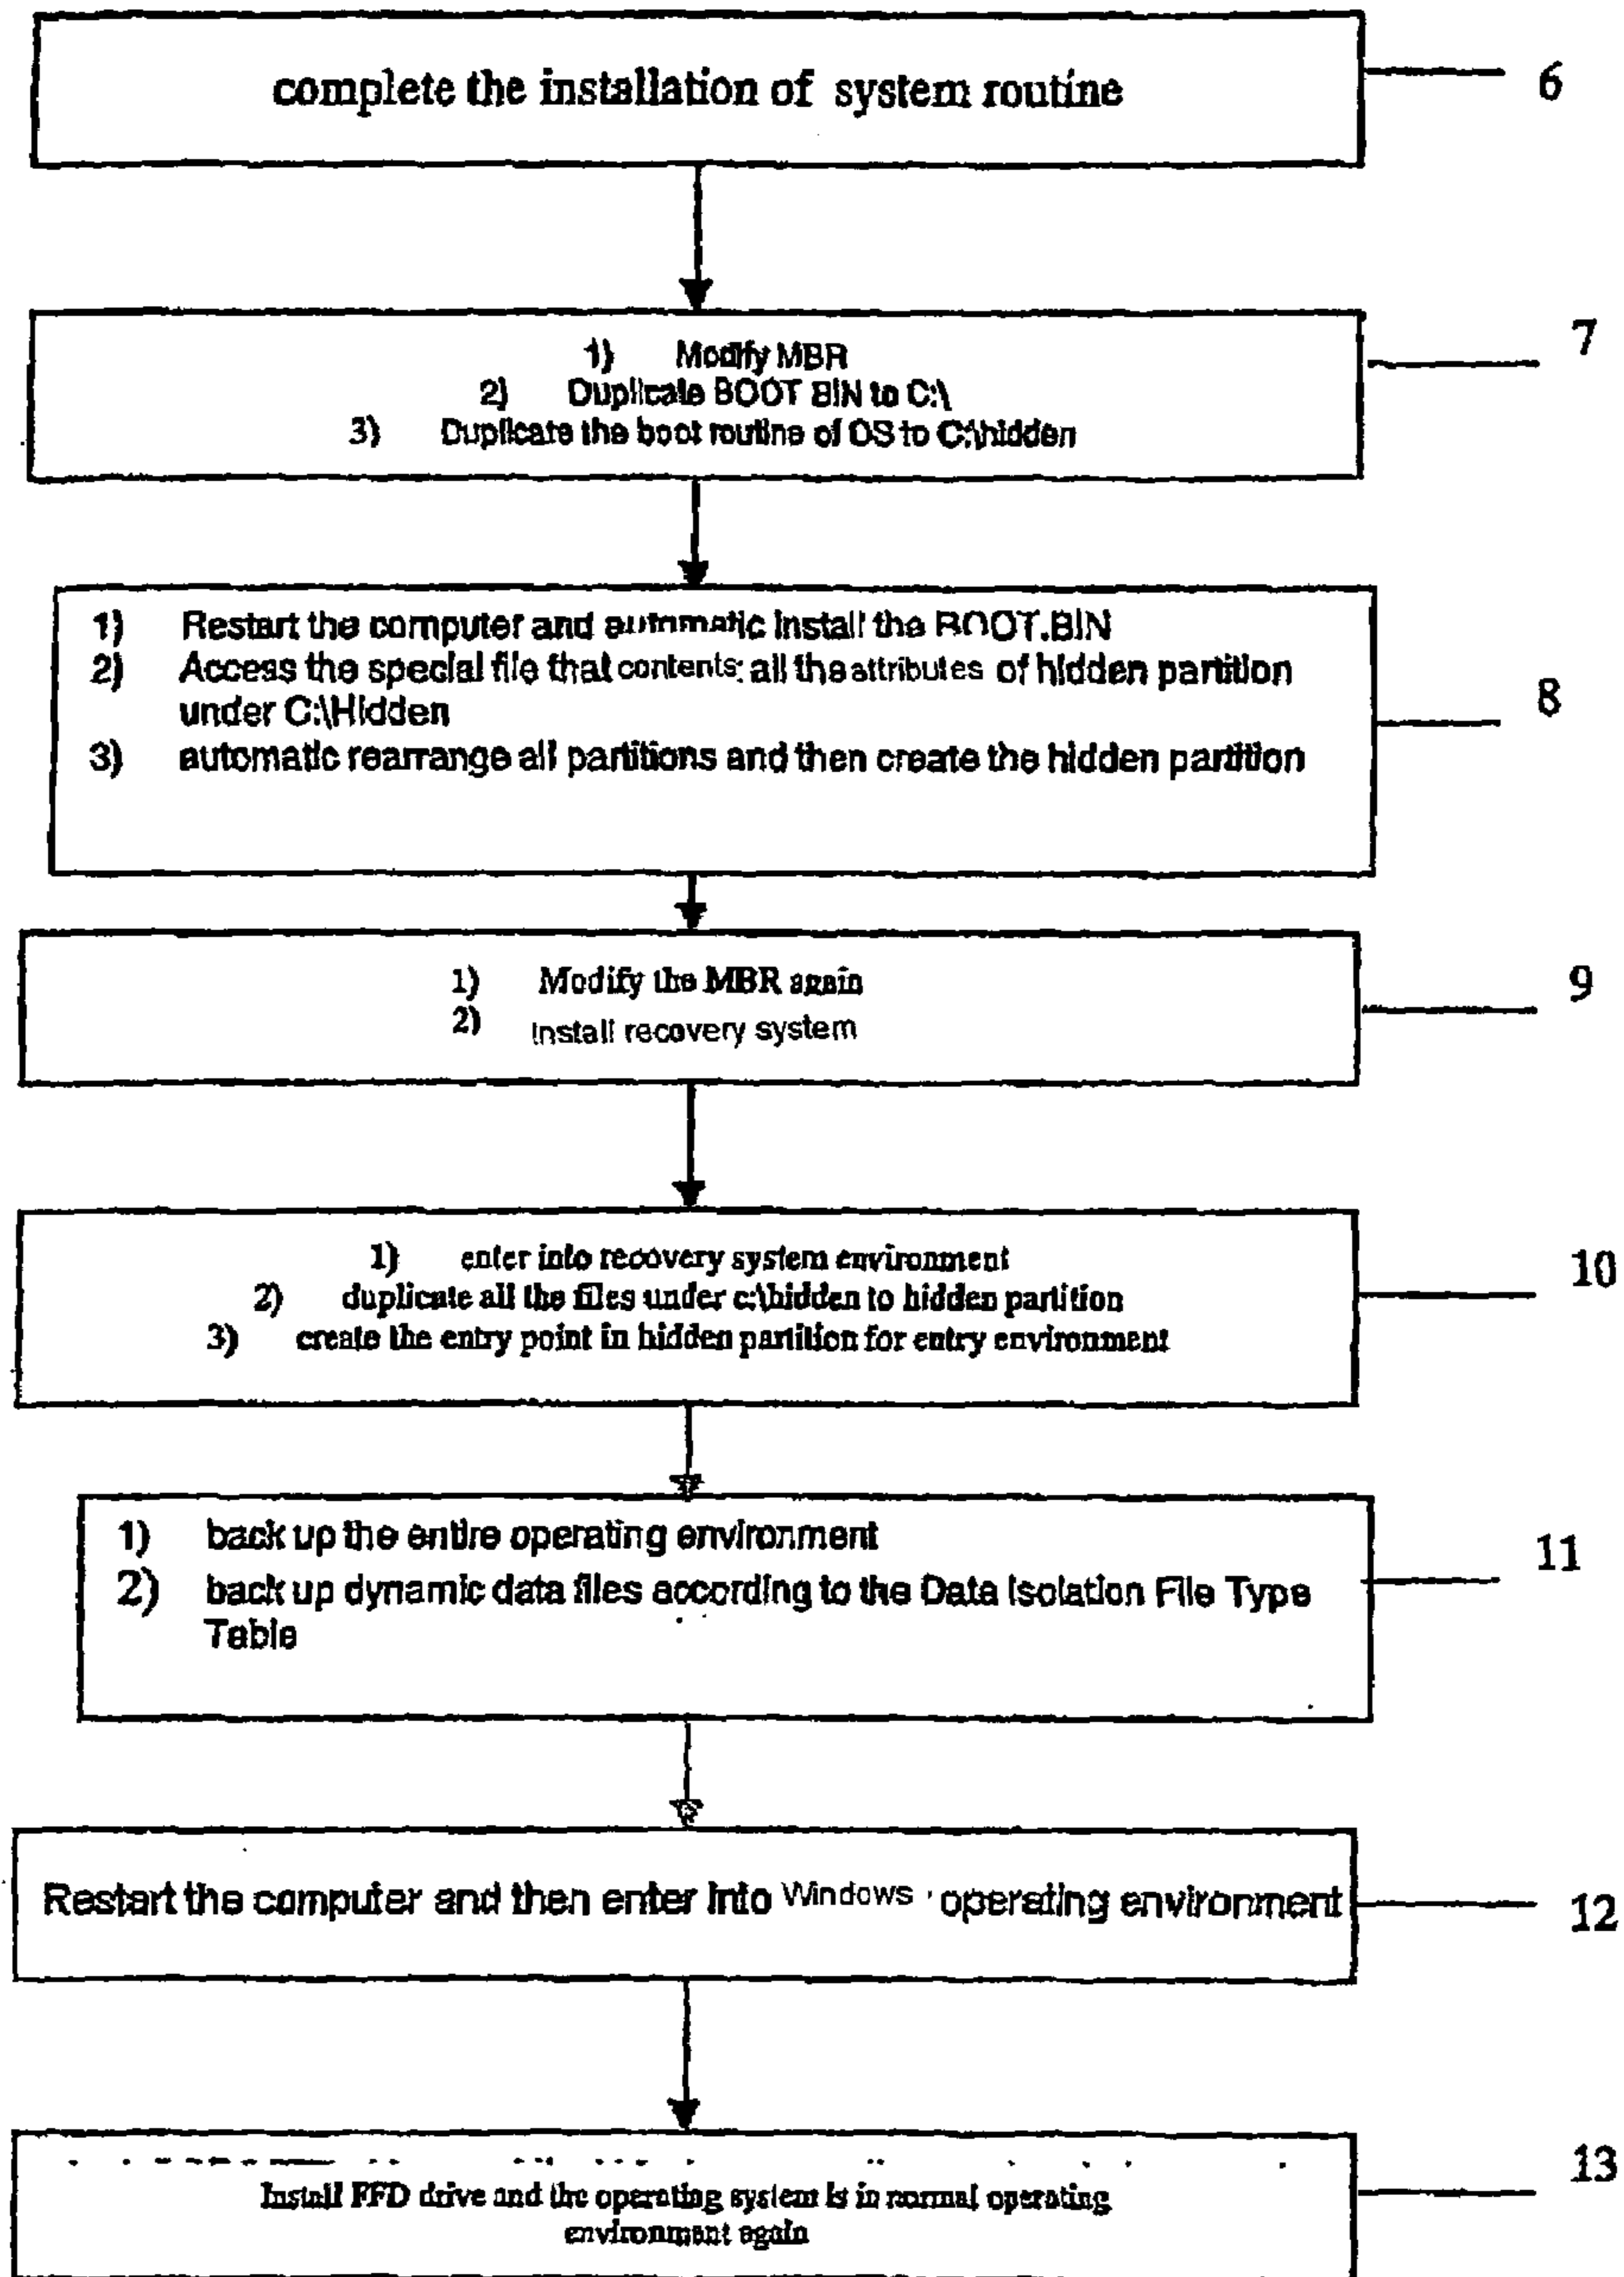 complete the installation of system routine
6
1) Modify MBR
2) Duplicate BOOT BIN to C:\
3) Duplicate the boot routine of OS to C:\hidden
7
1) Restart the computer and automatic install the BOOT.BIN
2) Access the special file that contents: all the attributes of hidden partition
under C:\Hidden
3) automatic rearrange all partitions and then create the hidden partition
8
1) Modify the MBR again
2) install recovery system
9
1) enter into recovery system environment
2) duplicate all the files under c:\hidden to hidden partition
3) create the entry point in hidden partition for entry environment
10
1) back up the entire operating environment
2) back up dynamic data files according to the Data Isolation File Type
Table
11
Restart the computer and then enter into Windows operating environment
12
Install FFD drive and the operating system is in normal operating
environment again
13